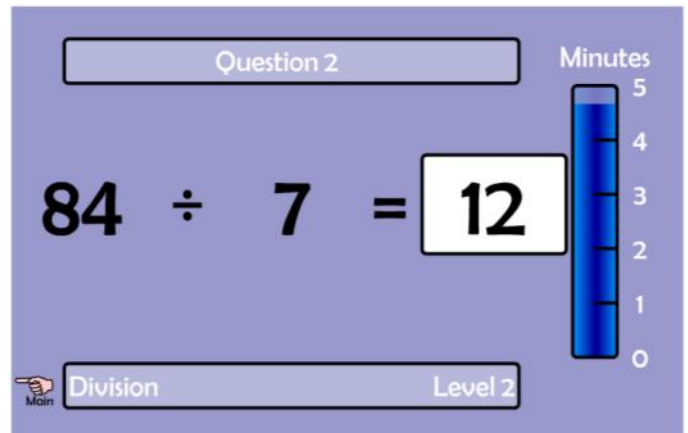 Question 2
Minutes
5
4
84 ÷ 7 = 12
3
2
1
0
Main
Division
Level 2